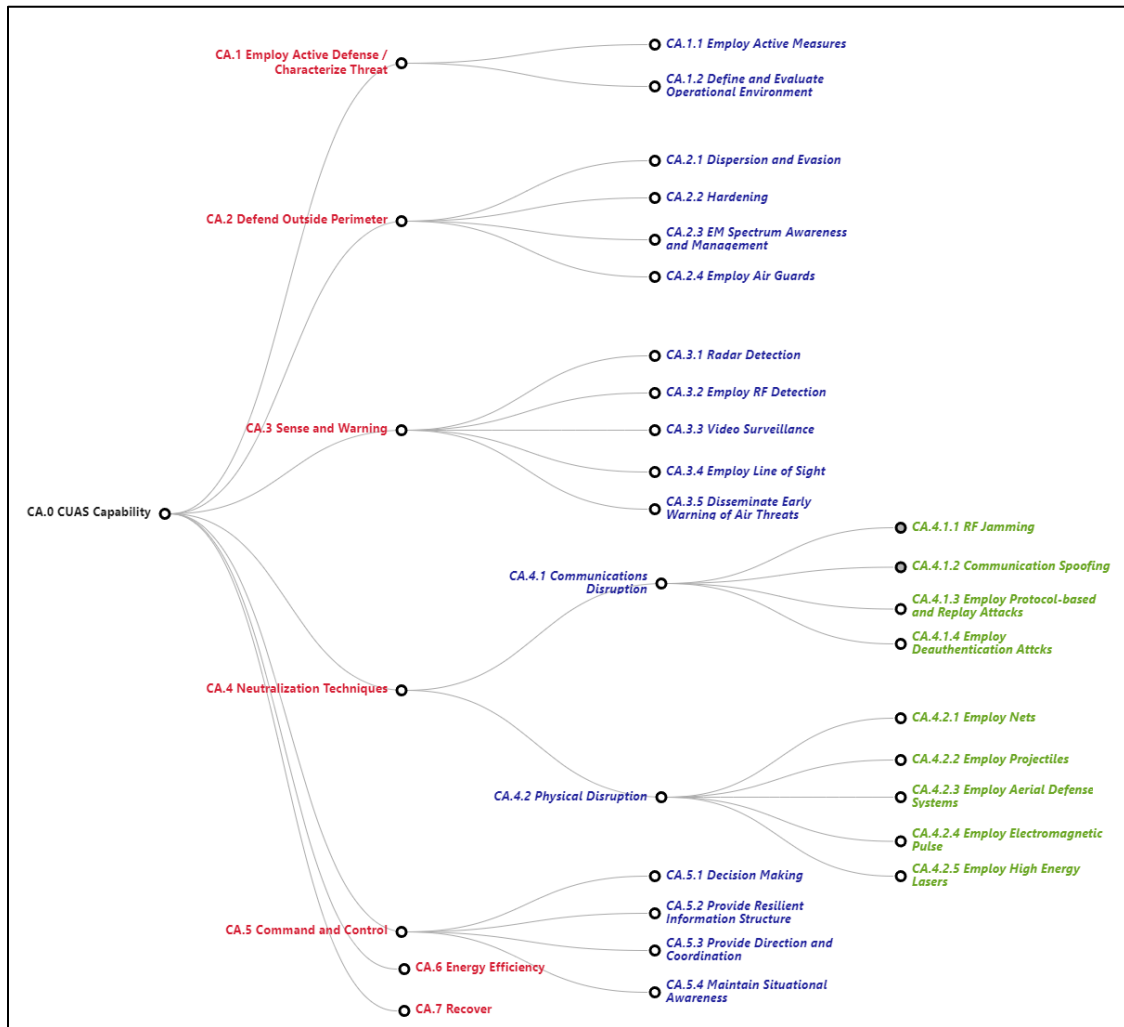 CA.1 Employ Active Defense /
Characterize Threat
CA.1.1 Employ Active Measures
CA.1.2 Define and Evaluate
Operational Environment
CA.2 Defend Outside Perimeter
CA.2.1 Dispersion and Evasion
CA.2.2 Hardening
CA.2.3 EM Spectrum Awareness
and Management
CA.2.4 Employ Air Guards
CA.3 Sense and Warning
CA.3.1 Radar Detection
CA.3.2 Employ RF Detection
CA.3.3 Video Surveillance
CA.3.4 Employ Line of Sight
CA.3.5 Disseminate Early
Warning of Air Threats
CA.0 CUAS Capability
CA.4 Neutralization Techniques
CA.4.1 Communications
Disruption
CA.4.1.1 RF Jamming
CA.4.1.2 Communication Spoofing
CA.4.1.3 Employ Protocol-based
and Replay Attacks
CA.4.1.4 Employ
Deauthentication Attcks
CA.4.2 Physical Disruption
CA.4.2.1 Employ Nets
CA.4.2.2 Employ Projectiles
CA.4.2.3 Employ Aerial Defense
Systems
CA.4.2.4 Employ Electromagnetic
Pulse
CA.4.2.5 Employ High Energy
Lasers
CA.5 Command and Control
CA.5.1 Decision Making
CA.5.2 Provide Resilient
Information Structure
CA.5.3 Provide Direction and
Coordination
CA.5.4 Maintain Situational
Awareness
CA.6 Energy Efficiency
CA.7 Recover